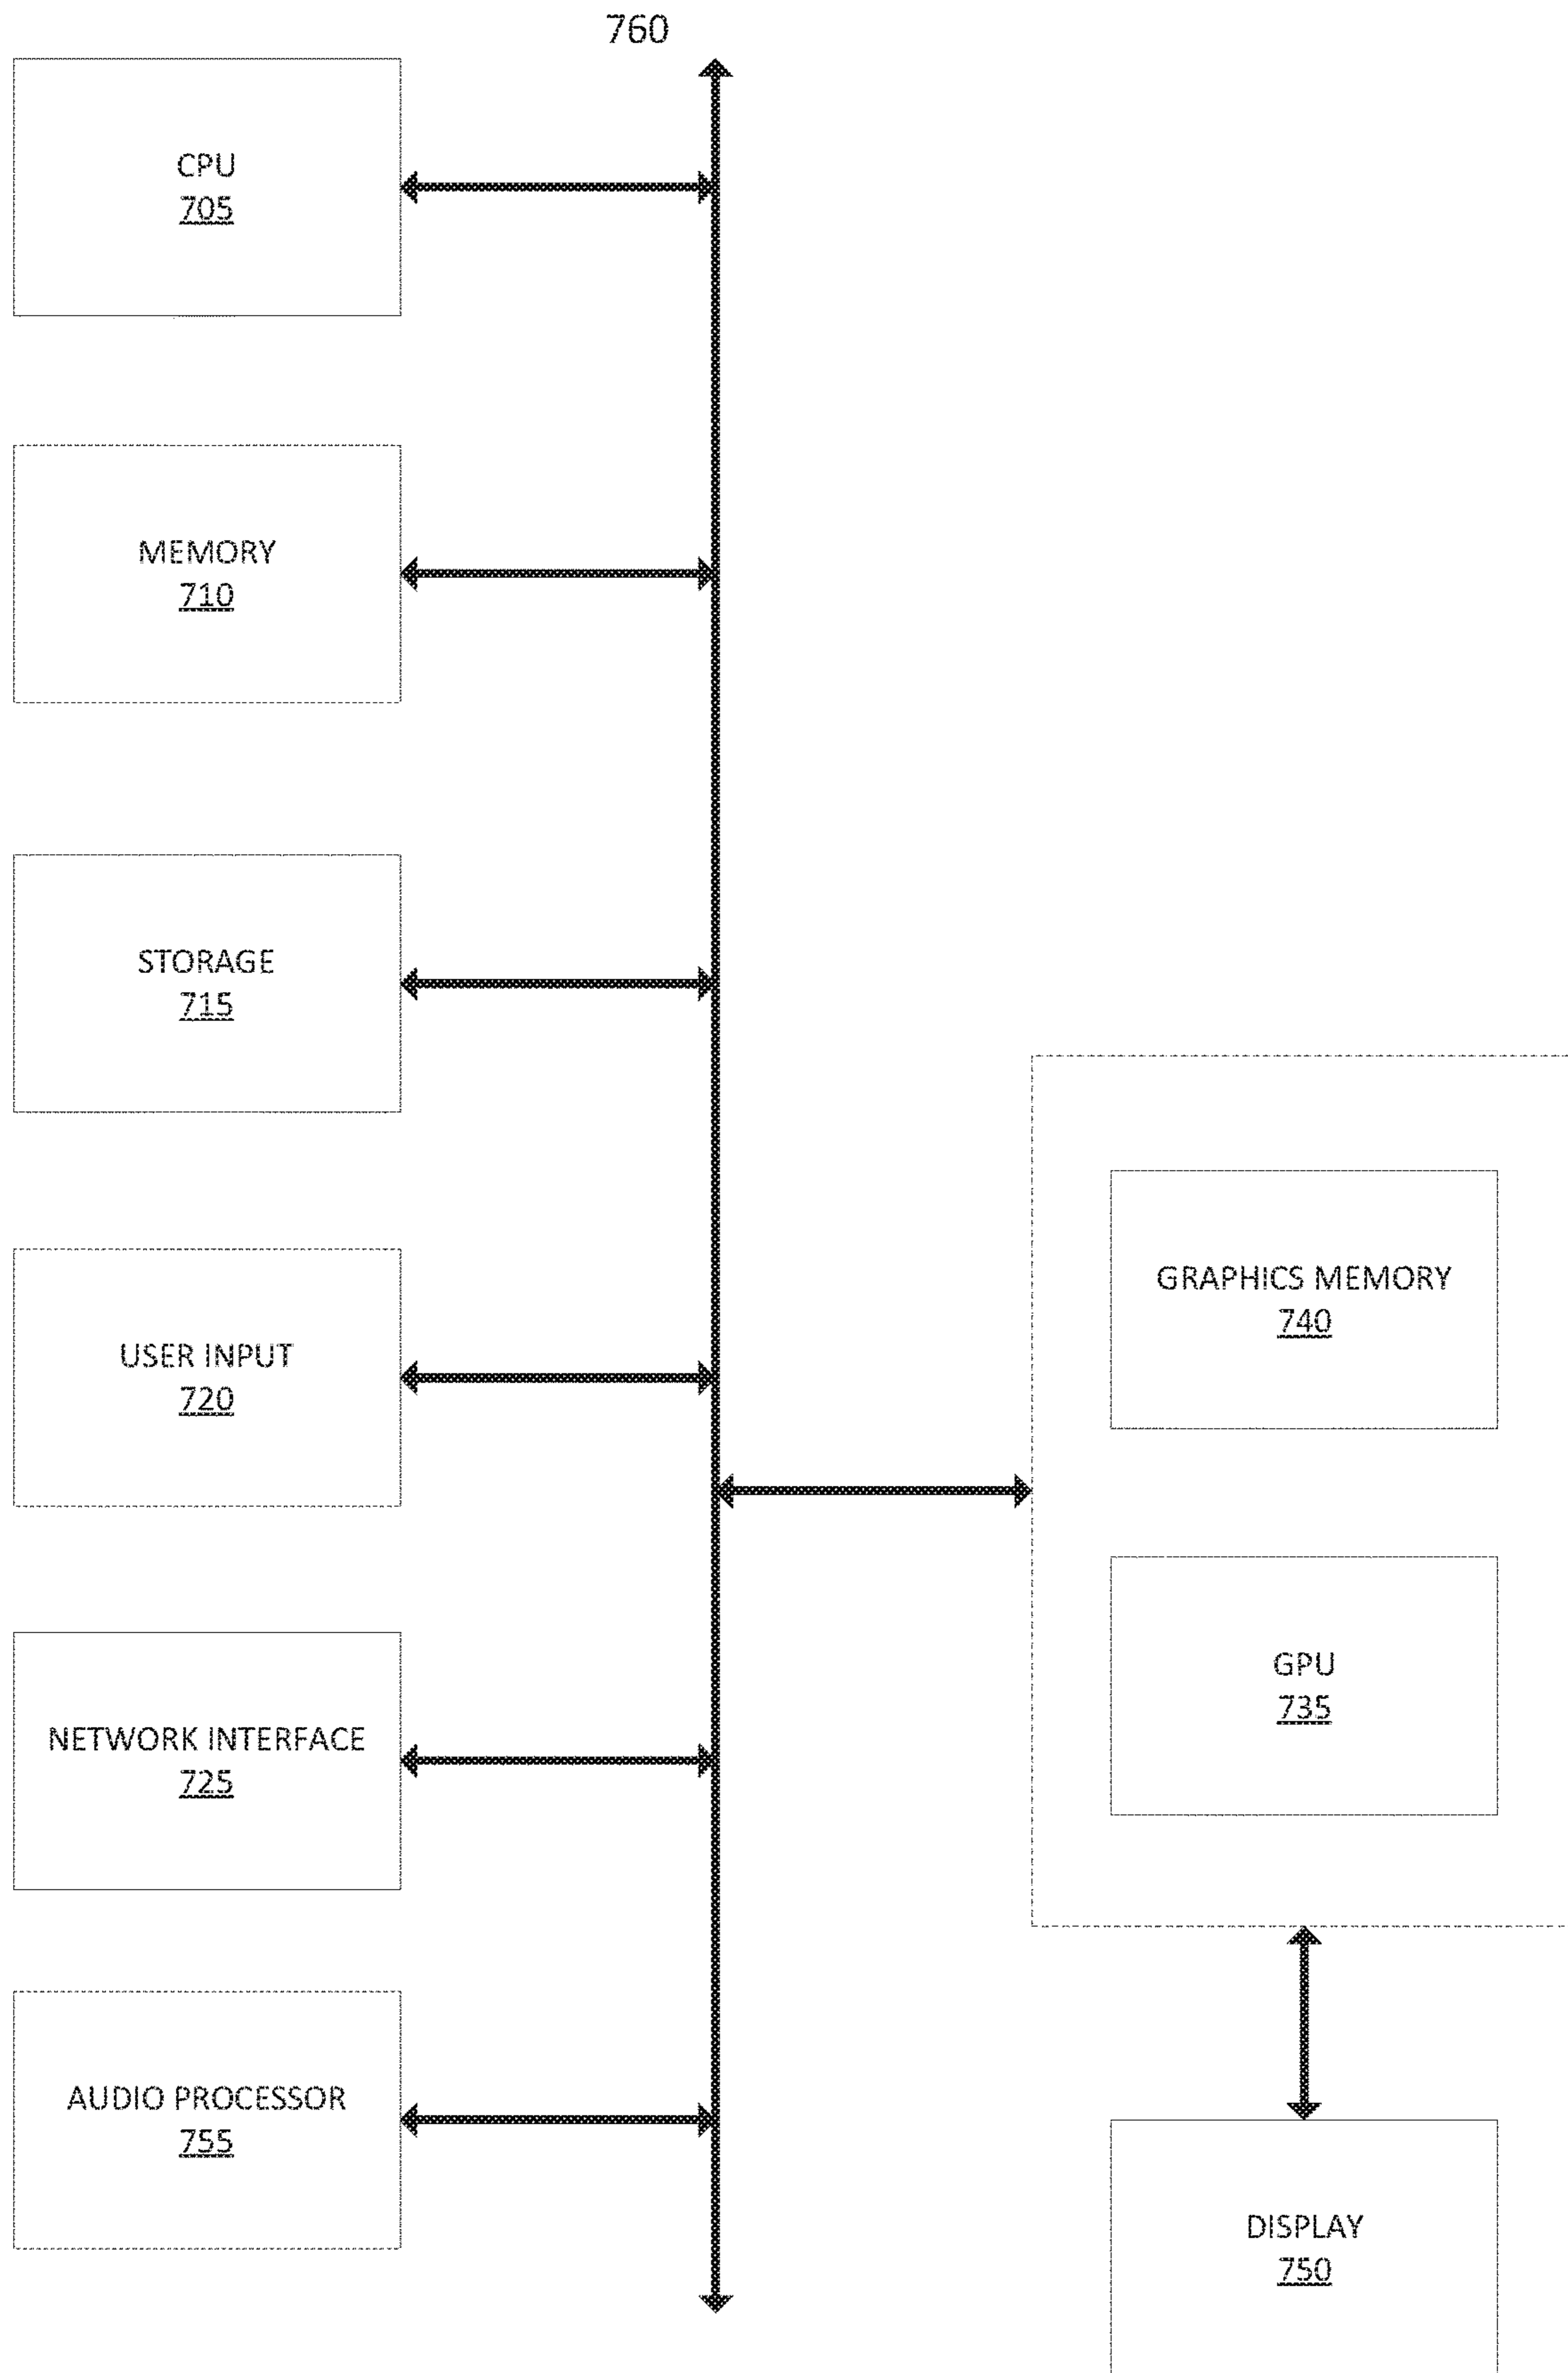 760
CPU
705
MEMORY
710
STORAGE
715
USER INPUT
720
NETWORK INTERFACE
725
AUDIO PROCESSOR
755
GRAPHICS MEMORY
740
GPU
735
DISPLAY
750